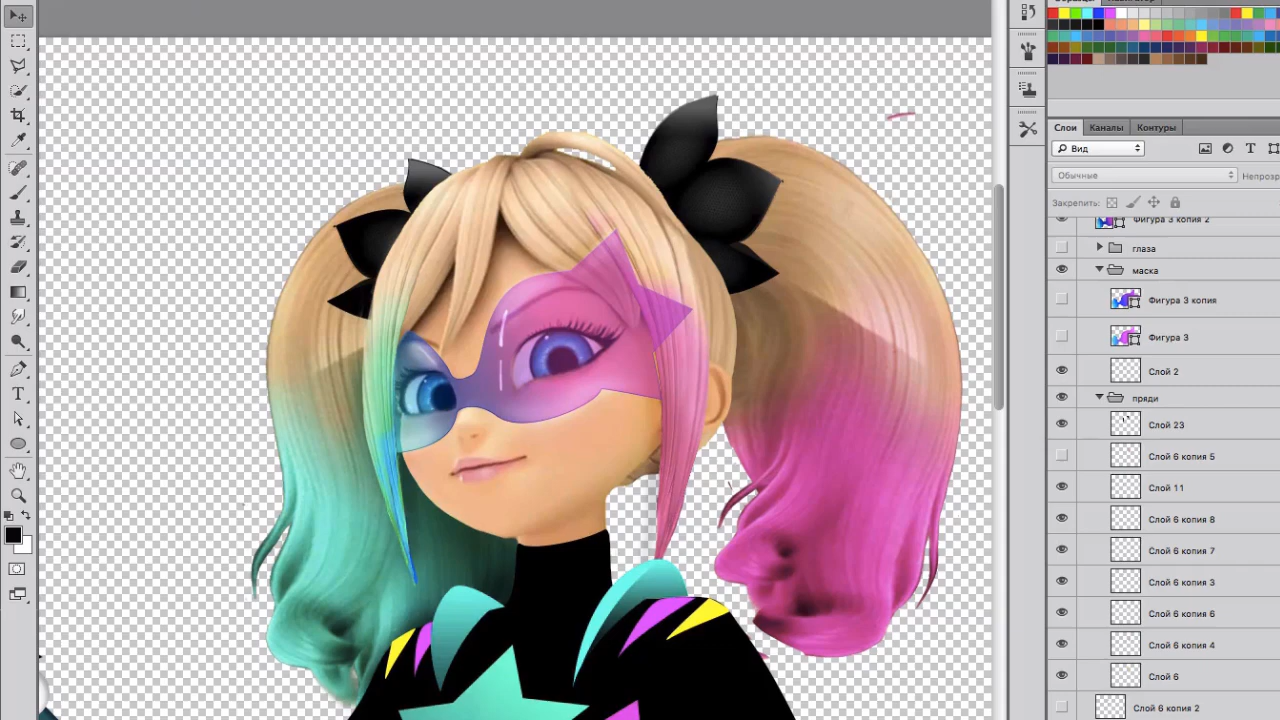 Образцы
Навигатор
Слои
Каналы
Контуры
Вид
T
Обычные
Непрозр
Закрепить:
Фигура 3 копия 2
глаза
маска
Фигура 3 копия
Фигура 3
Слой 2
пряди
Слой 23
Слой 6 копия 5
Слой 11
Слой 6 копия 8
Слой 6 копия 7
Слой 6 копия 3
Слой 6 копия 6
Слой 6 копия 4
Слой 6
Слой 6 копия 2